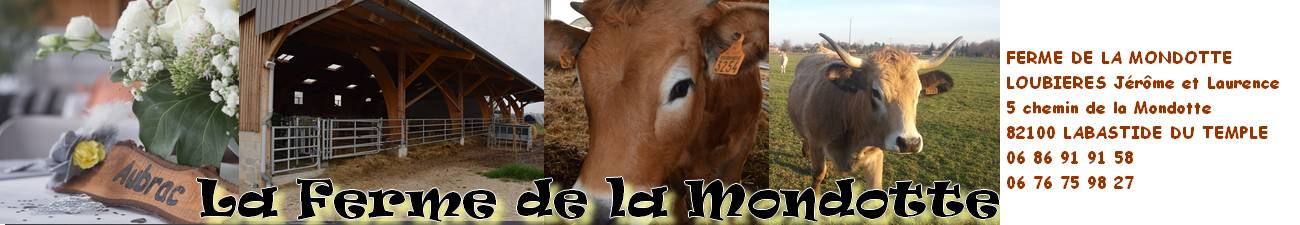 Aubrac
La Ferme de la Mondotte
FERME DE LA MONDOTTE
LOUBIERES Jérôme et Laurence
5 chemin de la Mondotte
82100 LABASTIDE DU TEMPLE
06 86 91 91 58
06 76 75 98 27